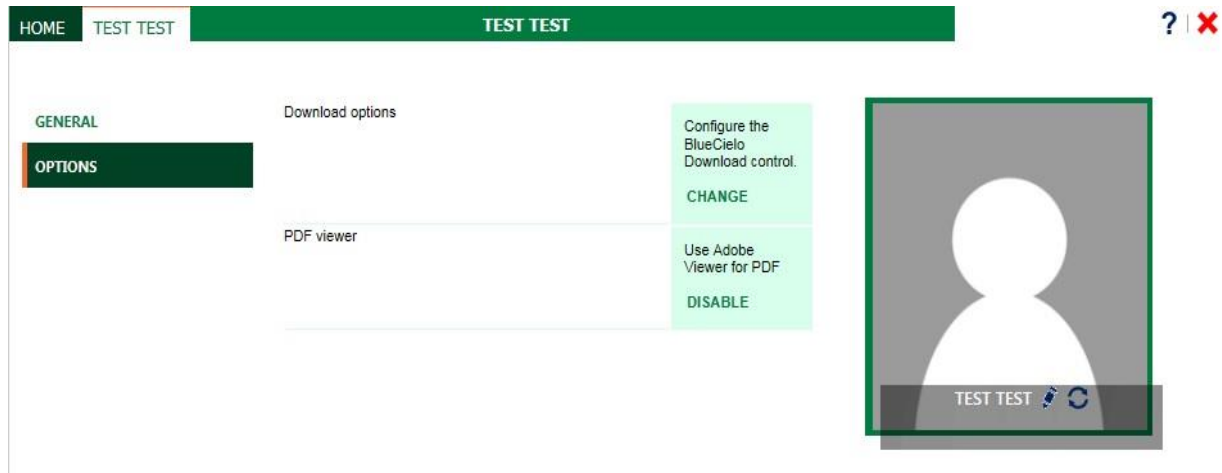 HOME
TEST TEST
TEST TEST
?
GENERAL
OPTIONS
Download options
Configure the
BlueCielo
Download control.
CHANGE
PDF viewer
Use Adobe
Viewer for PDF
DISABLE
TEST TEST